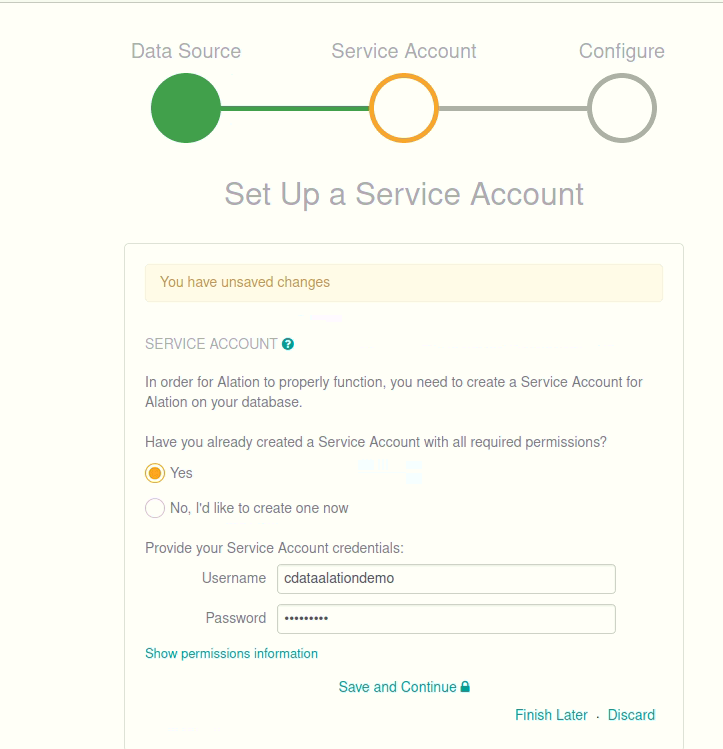 Data Source Service Account Configure
Set Up a Service Account
You have unsaved changes
SERVICE ACCOUNT ?
In order for Alation to properly function, you need to create a Service Account for
Alation on your database.
Have you already created a Service Account with all required permissions?
Yes
No, I'd like to create one now
Provide your Service Account credentials:
Username cdataalationdemo
Password •••••••••
Show permissions information
Save and Continue
Finish Later · Discard